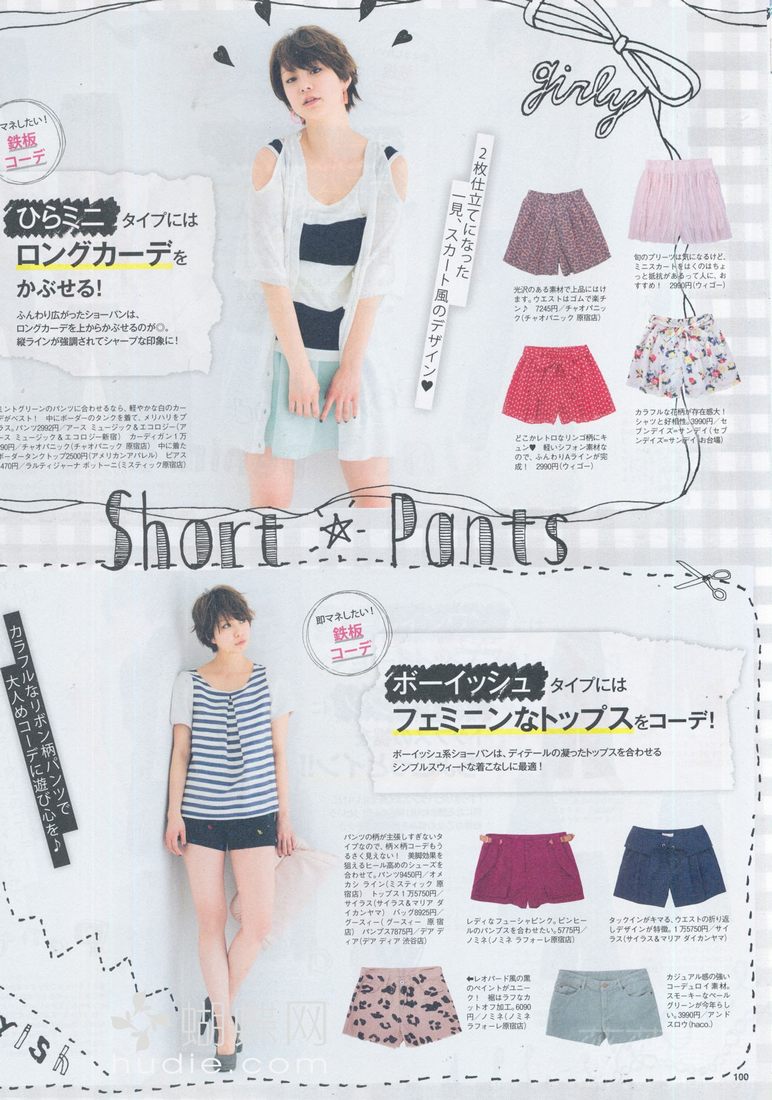 girly
マネしたい！
鉄板
コーデ
ひらミニ タイプには
ロングカーデを
かぶせる！
ふんわり広がったショーパンは、
ロングカーデを上からかぶせるのが◎。
縦ラインが強調されてシャープな印象に！
ミントグリーンのパンツに合わせるなら、軽やかな白のカー
デがベスト！ 中にボーダーのタンクを着て、メリハリをプ
ラス。パンツ2992円／アース ミュージック＆エコロジー（ア
ース ミュージック＆エコロジー新宿） カーディガン1万
90円／チャオパニック（チャオパニック 原宿店） 中に着た
ボーダータンクトップ2500円（アメリカンアパレル） ピアス
470円／ラルティジャーナ ボットーニ（ミスティック原宿店）
2枚仕立てになった
一見、スカート風のデザイン♥
光沢のある素材で上品にはけ
ます。ウエストはゴムで楽チ
ン♪ 7245円／チャオパニ
ック（チャオパニック 原宿店）
旬のプリーツは気になるけど、
ミニスカートをはくのはちょ
っと抵抗があるって人に、お
すすめ！ 2990円（ウィゴー）
どこかレトロなリンゴ柄にキ
ュン♥ 軽いシフォン素材な
ので、ふんわりAラインが完
成！ 2990円（ウィゴー）
カラフルな花柄が存在感大！
シャツと好相性。3990円／セ
ブンデイズ＝サンデイ（セブ
ンデイズ＝サンデイ お台場）
Short ☆ Pants
カラフルなリボン柄パンツで
大人めコーデに遊び心を♪
即マネしたい！
鉄板
コーデ
ボーイッシュ タイプには
フェミニンなトップスをコーデ！
ボーイッシュ系ショーパンは、ディテールの凝ったトップスを合わせる
シンプルスウィートな着こなしに最適！
パンツの柄が主張しすぎないタ
イプなので、柄×柄コーデもう
るさく見えない！ 美脚効果を
狙えるヒール高めのシューズを
合わせて。パンツ9450円／オメ
カシ ライン（ミスティック 原
宿店） トップス1万5750円／
サイラス（サイラス＆マリア ダ
イカンヤマ） バッグ8925円／
グースィー（グースィー 原宿
店） パンプス7875円／デア デ
ィア（デア ディア 渋谷店）
レディなフューシャピンク。ピンヒー
ルのパンプスを合わせたい。5775円／
ノミネ（ノミネ ラフォーレ原宿店）
タックインがキマる、ウエストの折り返
しデザインが特徴。1万5750円／サイ
ラス（サイラス＆マリア ダイカンヤマ）
←レオパード風の黒
のペイントがユニー
ク！ 裾はラフなカ
ットオフ加工。6090
円／ノミネ（ノミネ
ラフォーレ原宿店）
カジュアル感の強い
コーデュロイ素材。
スモーキーなペール
グリーンが今年らし
い。3990円／アンド
スロウ（haco.）
YISH
蝴蝶网
hudie.com
100